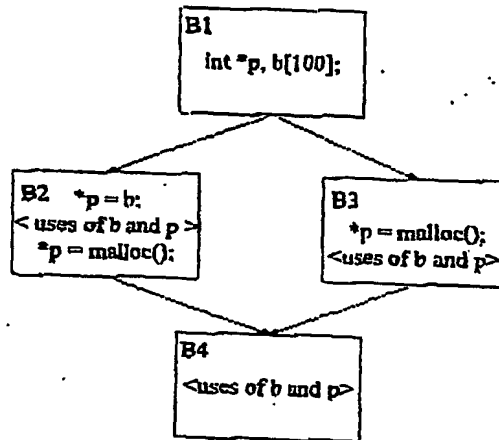 B1
int *p, b[100];
B2 *p = b;
< uses of b and p >
*p = malloc();
B3
*p = malloc();
<uses of b and p>
B4
<uses of b and p>